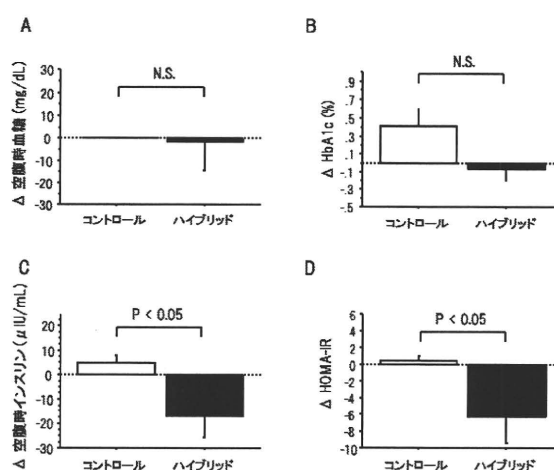 A
N.S.
Δ 空腹時血糖 (mg/dL)
30
20
10
0
-10
-20
-30
コントロール ハイブリッド
B
N.S.
Δ HbA1c (%)
.9
.7
.5
.3
.1
-.1
-.3
-.5
コントロール ハイブリッド
C
P < 0.05
Δ 空腹時インスリン (μIU/mL)
20
10
0
-10
-20
-30
コントロール ハイブリッド
D
P < 0.05
Δ HOMA-IR
6
4
2
0
-2
-4
-6
-8
-10
コントロール ハイブリッド